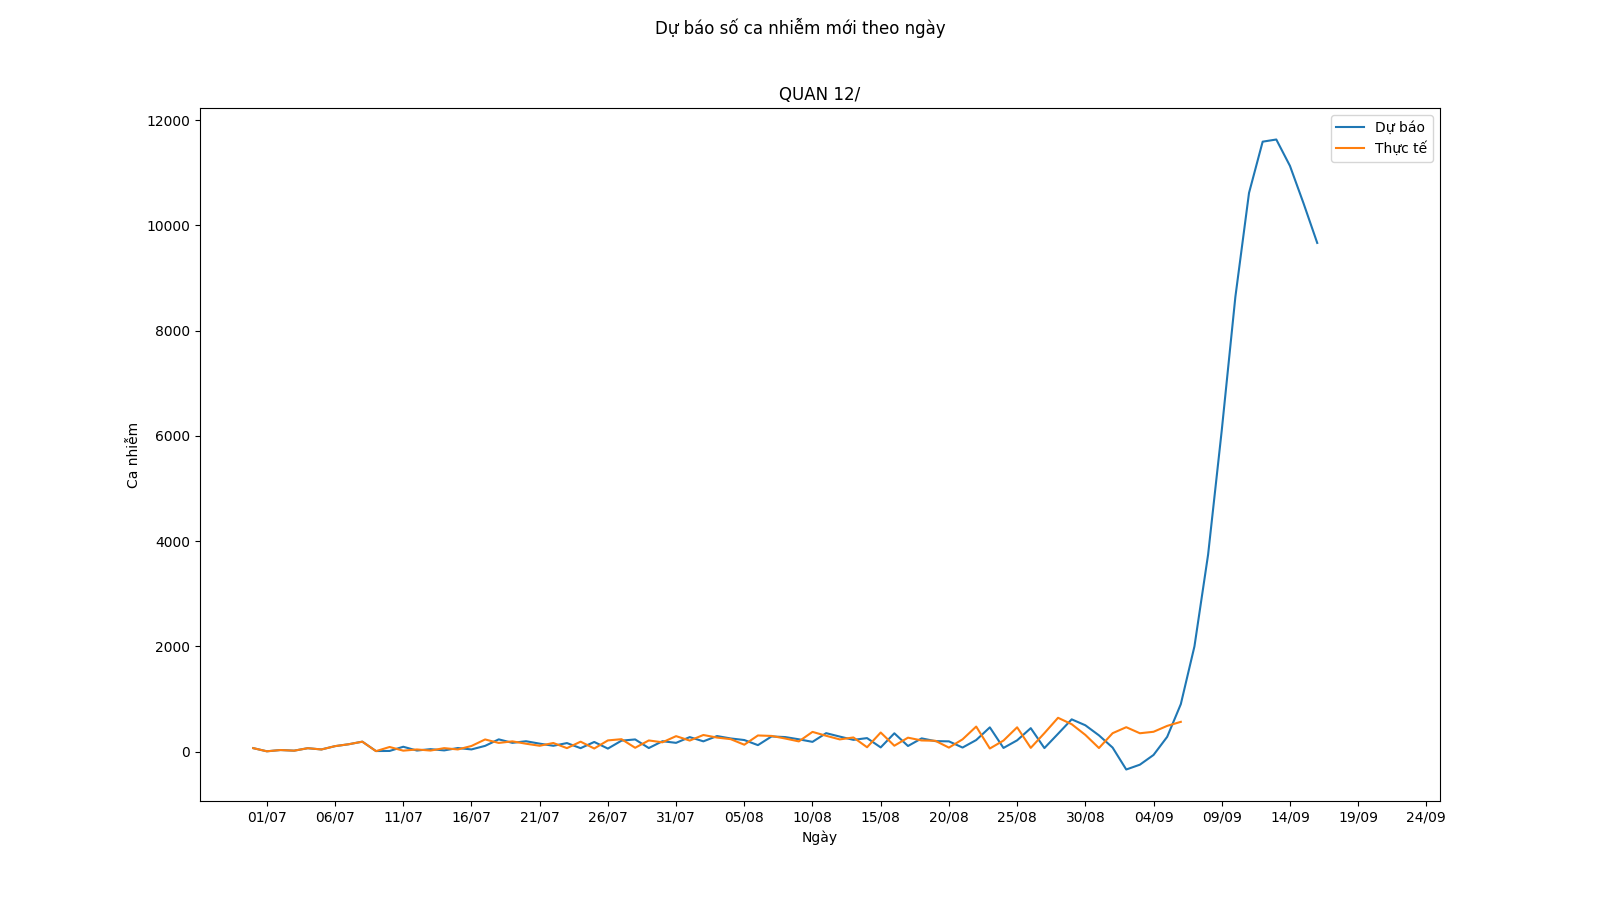 Dự báo số ca nhiễm mới theo ngày
QUAN 12/
12000
10000
8000
6000
4000
2000
0
Ca nhiễm
Dự báo
Thực tế
01/07 06/07 11/07 16/07 21/07 26/07 31/07 05/08 10/08 15/08 20/08 25/08 30/08 04/09 09/09 14/09 19/09 24/09
Ngày